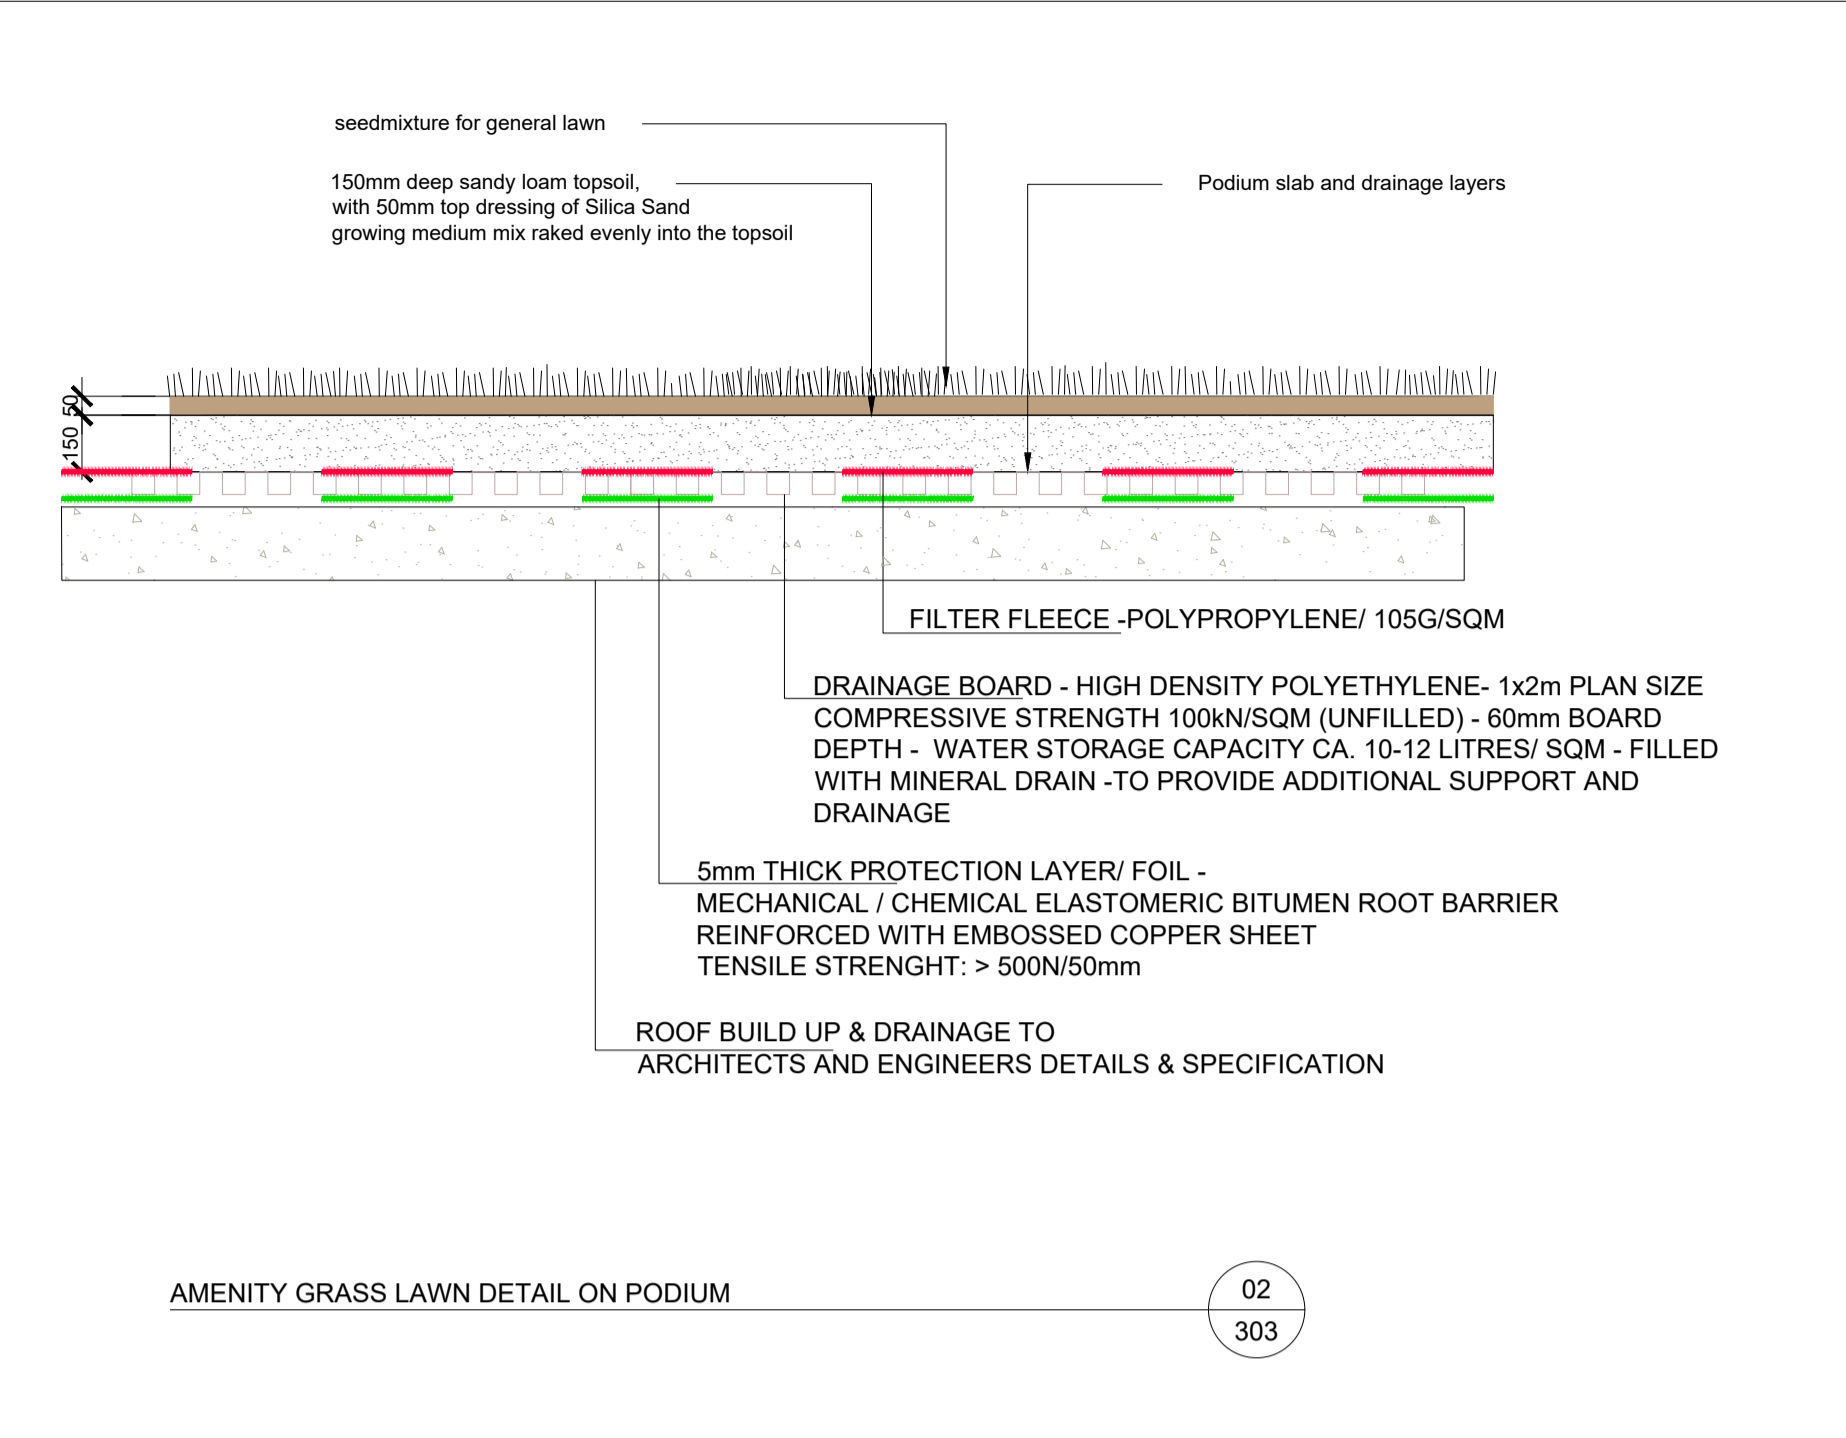 seedmixture for general lawn
150mm deep sandy loam topsoil,
with 50mm top dressing of Silica Sand
growing medium mix raked evenly into the topsoil
Podium slab and drainage layers
50
150
FILTER FLEECE -POLYPROPYLENE/ 105G/SQM
DRAINAGE BOARD - HIGH DENSITY POLYETHYLENE- 1x2m PLAN SIZE
COMPRESSIVE STRENGTH 100kN/SQM (UNFILLED) - 60mm BOARD
DEPTH - WATER STORAGE CAPACITY CA. 10-12 LITRES/ SQM - FILLED
WITH MINERAL DRAIN -TO PROVIDE ADDITIONAL SUPPORT AND
DRAINAGE
5mm THICK PROTECTION LAYER/ FOIL -
MECHANICAL / CHEMICAL ELASTOMERIC BITUMEN ROOT BARRIER
REINFORCED WITH EMBOSSED COPPER SHEET
TENSILE STRENGHT: > 500N/50mm
ROOF BUILD UP & DRAINAGE TO
ARCHITECTS AND ENGINEERS DETAILS & SPECIFICATION
AMENITY GRASS LAWN DETAIL ON PODIUM
02
303